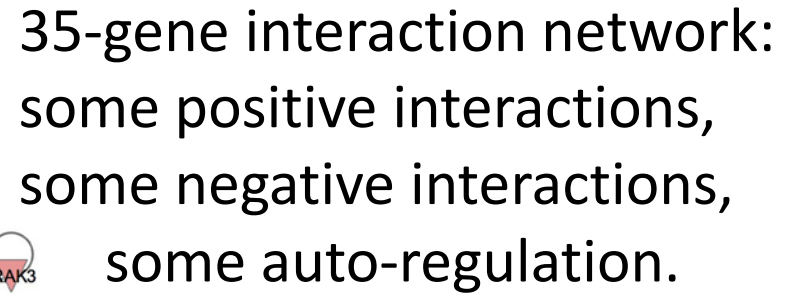 35-gene interaction network:
some positive interactions,
some negative interactions,
some auto-regulation.